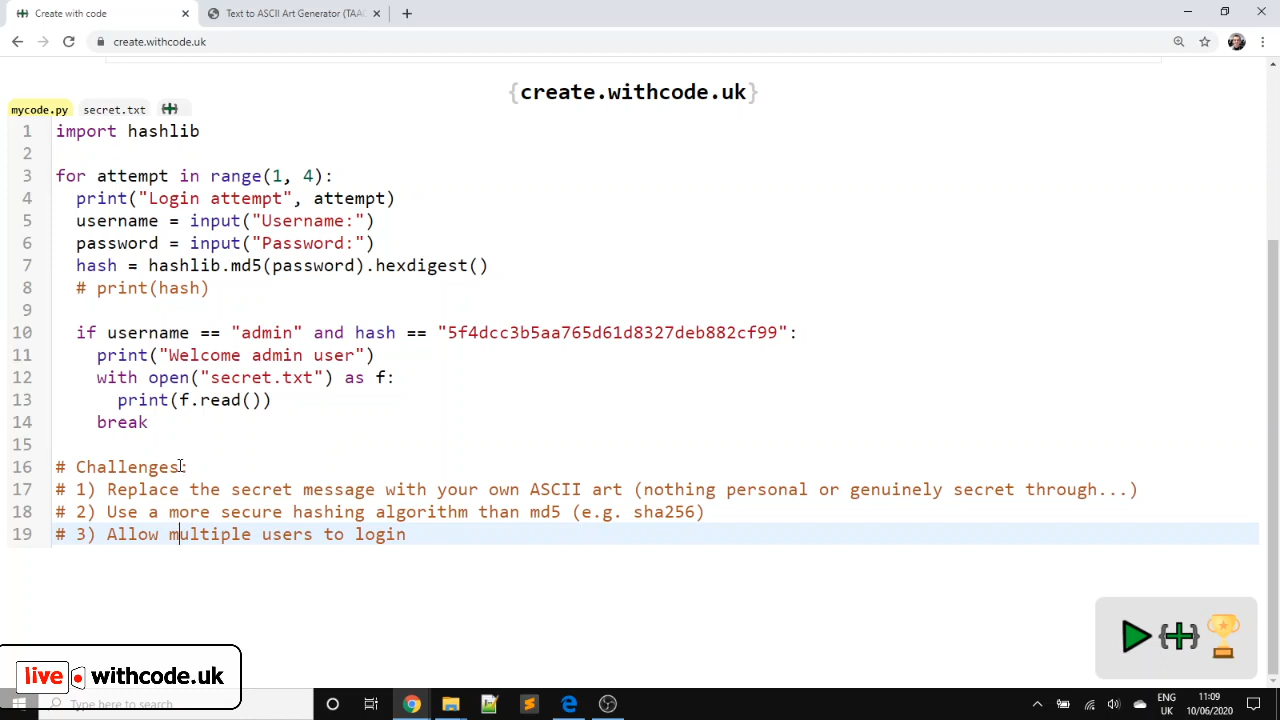 Create with code
Text to ASCII Art Generator (TAAG
create.withcode.uk
{create.withcode.uk}
mycode.py
secret.txt
1 import hashlib
2
3 for attempt in range(1, 4):
4 print("Login attempt", attempt)
5 username = input("Username:")
6 password = input("Password:")
7 hash = hashlib.md5(password).hexdigest()
8 # print(hash)
9
10 if username == "admin" and hash == "5f4dcc3b5aa765d61d8327deb882cf99":
11 print("Welcome admin user")
12 with open("secret.txt") as f:
13 print(f.read())
14 break
15
16 # Challenges:
17 # 1) Replace the secret message with your own ASCII art (nothing personal or genuinely secret through...)
18 # 2) Use a more secure hashing algorithm than md5 (e.g. sha256)
19 # 3) Allow multiple users to login
live withcode.uk
Type here to search
ENG
UK
11:09
10/06/2020